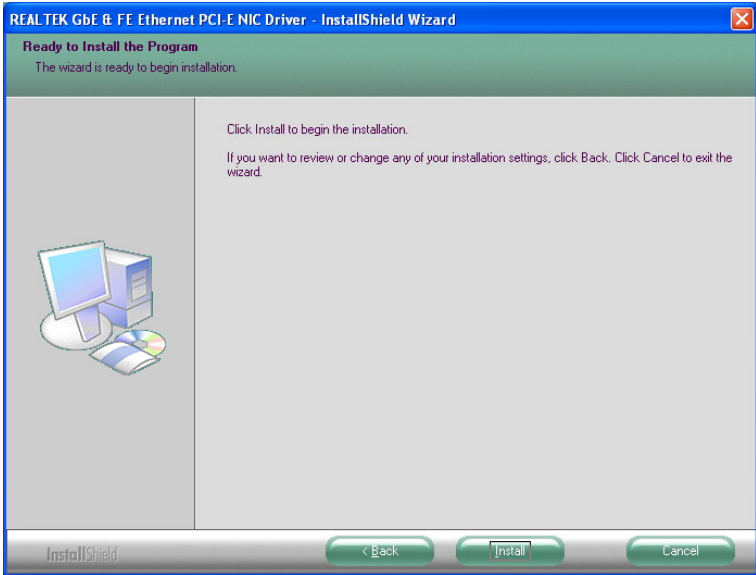 REALTEK GbE & FE Ethernet PCI-E NIC Driver - InstallShield Wizard
Ready to Install the Program
The wizard is ready to begin installation.
Click Install to begin the installation.
If you want to review or change any of your installation settings, click Back. Click Cancel to exit the
wizard.
InstallShield
< Back
Install
Cancel